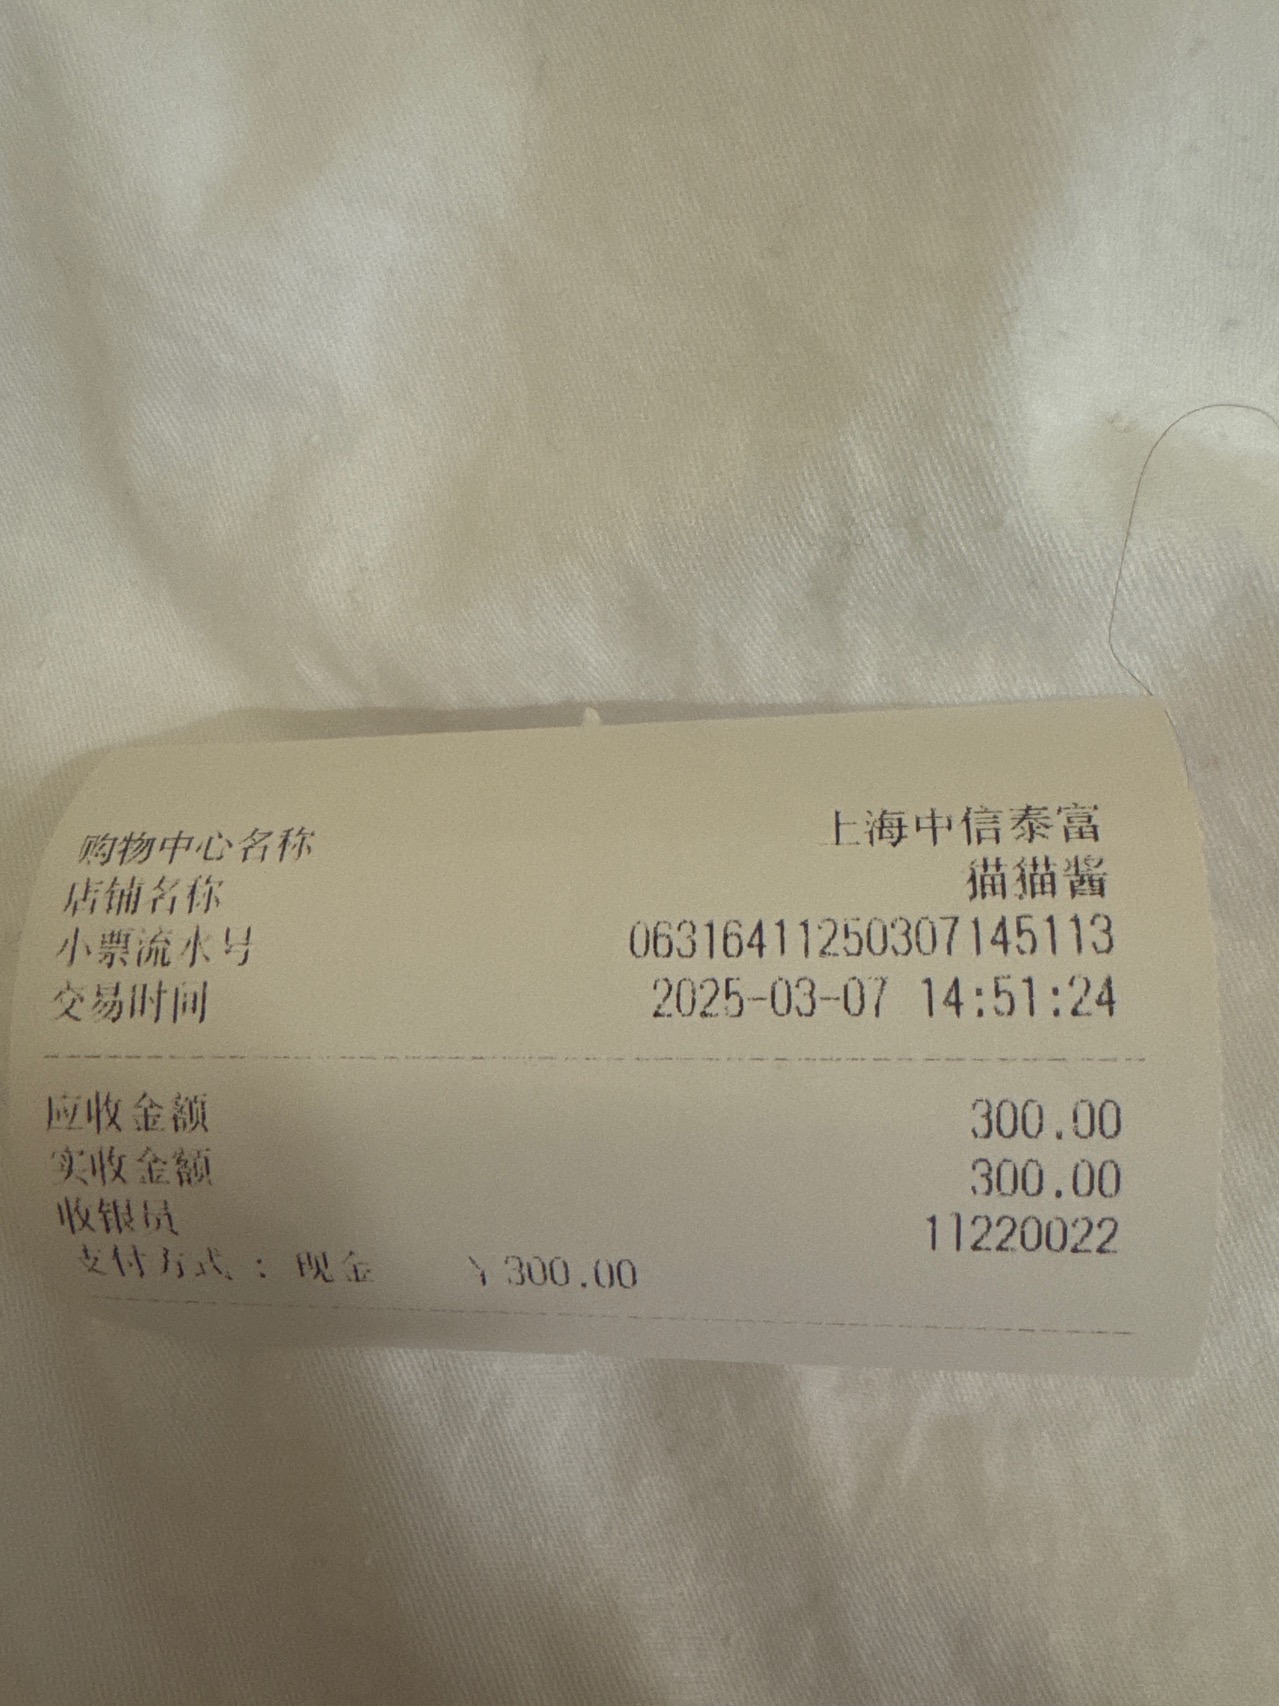 购物中心名称 上海中信泰富
店铺名称 猫猫酱
小票流水号 06316411250307145113
交易时间 2025-03-07 14:51:24
应收金额 300.00
实收金额 300.00
收银员 11220022
支付方式：现金 ￥300.00